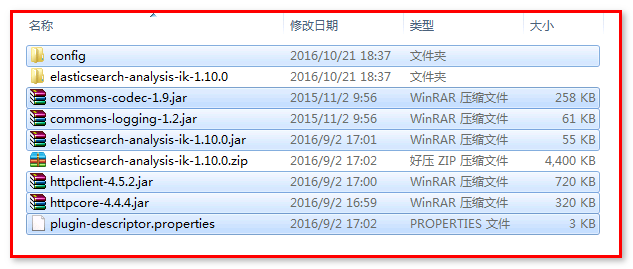 名称 修改日期 类型 大小
config 2016/10/21 18:37 文件夹
elasticsearch-analysis-ik-1.10.0 2016/10/21 18:37 文件夹
commons-codec-1.9.jar 2015/11/2 9:56 WinRAR 压缩文件 258 KB
commons-logging-1.2.jar 2015/11/2 9:56 WinRAR 压缩文件 61 KB
elasticsearch-analysis-ik-1.10.0.jar 2016/9/2 17:01 WinRAR 压缩文件 55 KB
elasticsearch-analysis-ik-1.10.0.zip 2016/9/2 17:02 好压 ZIP 压缩文件 4,400 KB
httpclient-4.5.2.jar 2016/9/2 17:00 WinRAR 压缩文件 720 KB
httpcore-4.4.4.jar 2016/9/2 16:59 WinRAR 压缩文件 320 KB
plugin-descriptor.properties 2016/9/2 17:02 PROPERTIES 文件 3 KB